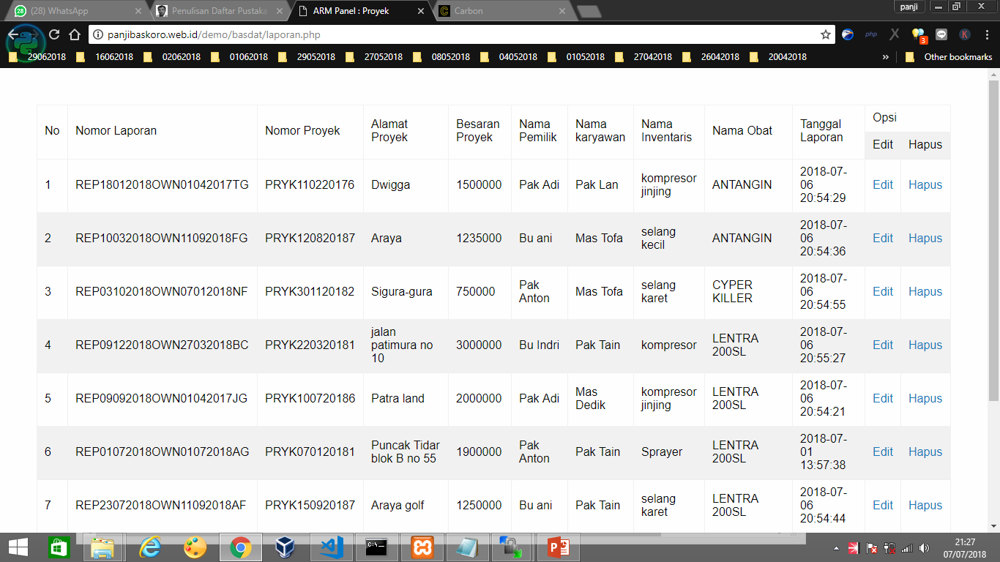 (28) WhatsApp
Penulisan Daftar Pustaka
ARM Panel : Proyek
Carbon
panji
panjibaskoro.web.id/demo/basdat/laporan.php
php
3
K
29062018 16062018 02062018 01062018 29052018 27052018 08052018 04052018 01052018 27042018 26042018 20042018 » Other bookmarks
No Nomor Laporan Nomor Proyek Alamat Proyek Besaran Proyek Nama Pemilik Nama karyawan Nama Inventaris Nama Obat Tanggal Laporan Opsi
Edit Hapus
1 REP18012018OWN01042017TG PRYK110220176 Dwigga 1500000 Pak Adi Pak Lan kompresor jinjing ANTANGIN 2018-07-06 20:54:29 Edit Hapus
2 REP10032018OWN11092018FG PRYK120820187 Araya 1235000 Bu ani Mas Tofa selang kecil ANTANGIN 2018-07-06 20:54:36 Edit Hapus
3 REP03102018OWN07012018NF PRYK301120182 Sigura-gura 750000 Pak Anton Mas Tofa selang karet CYPER KILLER 2018-07-06 20:54:55 Edit Hapus
4 REP09122018OWN27032018BC PRYK220320181 jalan patimura no 10 3000000 Bu Indri Pak Tain kompresor LENTRA 200SL 2018-07-06 20:55:27 Edit Hapus
5 REP09092018OWN01042017JG PRYK100720186 Patra land 2000000 Pak Adi Mas Dedik kompresor jinjing LENTRA 200SL 2018-07-06 20:54:21 Edit Hapus
6 REP01072018OWN01072018AG PRYK070120181 Puncak Tidar blok B no 55 1900000 Pak Anton Pak Tain Sprayer LENTRA 200SL 2018-07-01 13:57:38 Edit Hapus
7 REP23072018OWN11092018AF PRYK150920187 Araya golf 1250000 Bu ani Pak Tain selang karet LENTRA 200SL 2018-07-06 20:54:44 Edit Hapus
21:27
07/07/2018